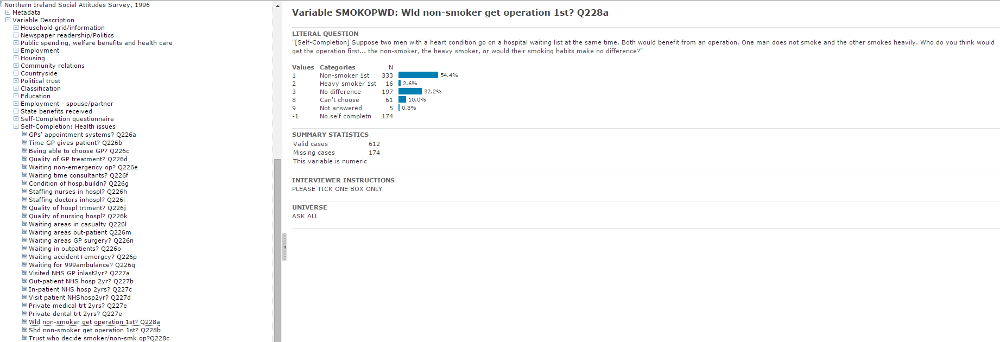 Northern Ireland Social Attitudes Survey, 1996
Metadata
Variable Description
Household grid/information
Newspaper readership/Politics
Public spending, welfare benefits and health care
Employment
Housing
Community relations
Countryside
Political trust
Classification
Education
Employment - spouse/partner
State benefits received
Self-Completion questionnaire
Self-Completion: Health issues
GPs' appointment systems? Q226a
Time GP gives patient? Q226b
Being able to choose GP? Q226c
Quality of GP treatment? Q226d
Waiting non-emergency op? Q226e
Waiting time consultants? Q226f
Condition of hosp.buildn? Q226g
Staffing nurses in hospl? Q226h
Staffing doctors inhospl? Q226i
Quality of hospl trtment? Q226j
Quality of nursing hospl? Q226k
Waiting areas in casualty Q226l
Waiting areas out-patient Q226m
Waiting areas GP surgery? Q226n
Waiting in outpatients? Q226o
Waiting accident+emergcy? Q226p
Waiting for 999ambulance? Q226q
Visited NHS GP inlast2yr? Q227a
Out-patient NHS hosp 2yr? Q227b
In-patient NHS hosp 2yrs? Q227c
Visit patient NHShosp2yr? Q227d
Private medical trt 2yrs? Q227e
Private dental trt 2yrs? Q227e
Wld non-smoker get operation 1st? Q228a
Shd non-smoker get operation 1st? Q228b
Trust who decide smoker/non-smk op?Q228c
Variable SMOKOPWD: Wld non-smoker get operation 1st? Q228a
LITERAL QUESTION
"[Self-Completion] Suppose two men with a heart condition go on a hospital waiting list at the same time. Both would benefit from an operation. One man does not smoke and the other smokes heavily. Who do you think would
get the operation first... the non-smoker, the heavy smoker, or would their smoking habits make no difference?"
Values Categories N
1 Non-smoker 1st 333 54.4%
2 Heavy smoker 1st 16 2.6%
3 No difference 197 32.2%
8 Can't choose 61 10.0%
9 Not answered 5 0.8%
-1 No self completn 174
SUMMARY STATISTICS
Valid cases 612
Missing cases 174
This variable is numeric
INTERVIEWER INSTRUCTIONS
PLEASE TICK ONE BOX ONLY
UNIVERSE
ASK ALL